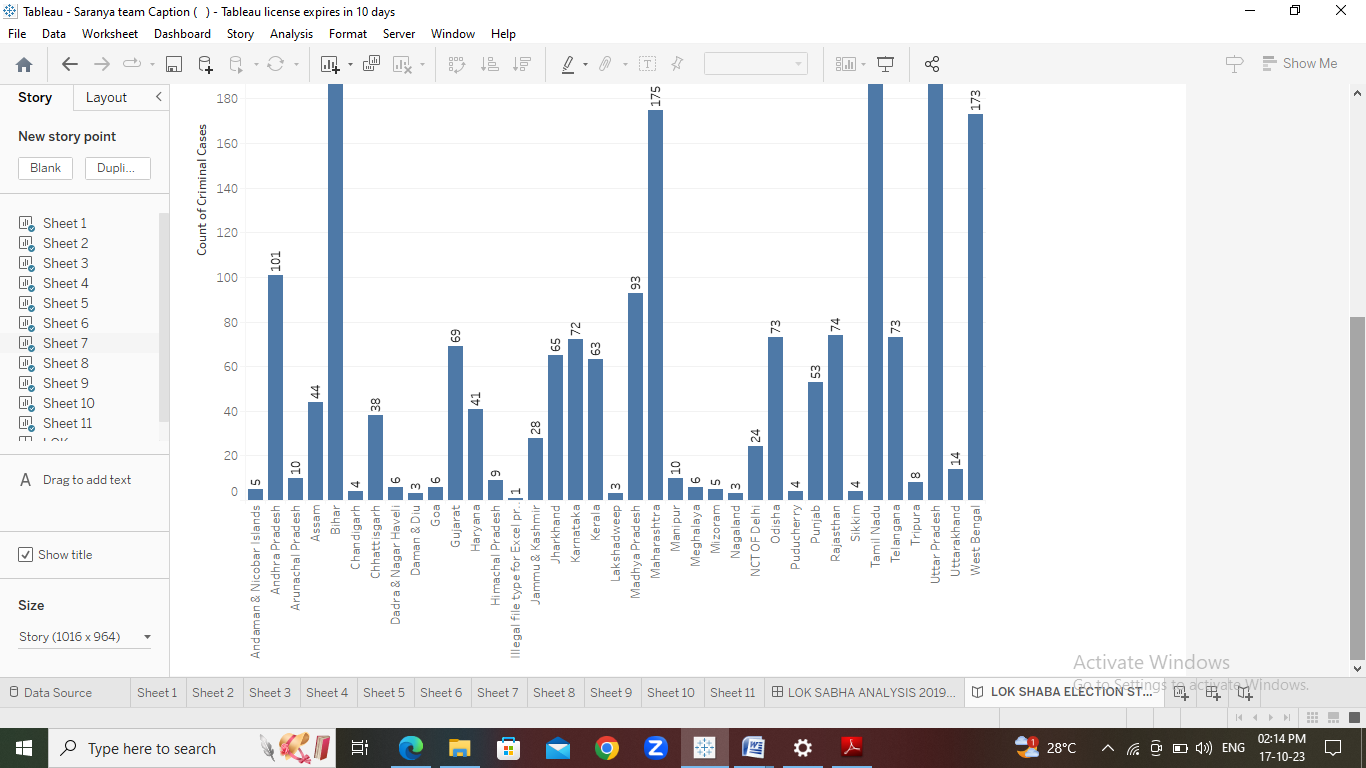 Tableau - Saranya team Caption (   ) - Tableau license expires in 10 days
File Data Worksheet Dashboard Story Analysis Format Server Window Help
Show Me
Story Layout
New story point
Blank Dupli...
Sheet 1
Sheet 2
Sheet 3
Sheet 4
Sheet 5
Sheet 6
Sheet 7
Sheet 8
Sheet 9
Sheet 10
Sheet 11
A Drag to add text
Show title
Size
Story (1016 x 964)
Count of Criminal Cases
180
160
140
120
100
80
60
40
20
0
5
101
10
44
4
38
6
3
6
69
41
9
1
28
65
72
63
3
93
175
10
6
5
3
24
73
4
53
74
4
73
8
14
173
Andaman & Nicobar Islands
Andhra Pradesh
Arunachal Pradesh
Assam
Bihar
Chandigarh
Chhattisgarh
Dadra & Nagar Haveli
Daman & Diu
Goa
Gujarat
Haryana
Himachal Pradesh
Illegal file type for Excel pr..
Jammu & Kashmir
Jharkhand
Karnataka
Kerala
Lakshadweep
Madhya Pradesh
Maharashtra
Manipur
Meghalaya
Mizoram
Nagaland
NCT OF Delhi
Odisha
Puducherry
Punjab
Rajasthan
Sikkim
Tamil Nadu
Telangana
Tripura
Uttar Pradesh
Uttarakhand
West Bengal
Activate Windows
Go to Settings to activate Windows.
Data Source Sheet 1 Sheet 2 Sheet 3 Sheet 4 Sheet 5 Sheet 6 Sheet 7 Sheet 8 Sheet 9 Sheet 10 Sheet 11 LOK SABHA ANALYSIS 2019... LOK SHABA ELECTION ST...
Type here to search
1
28°C
ENG
02:14 PM
17-10-23